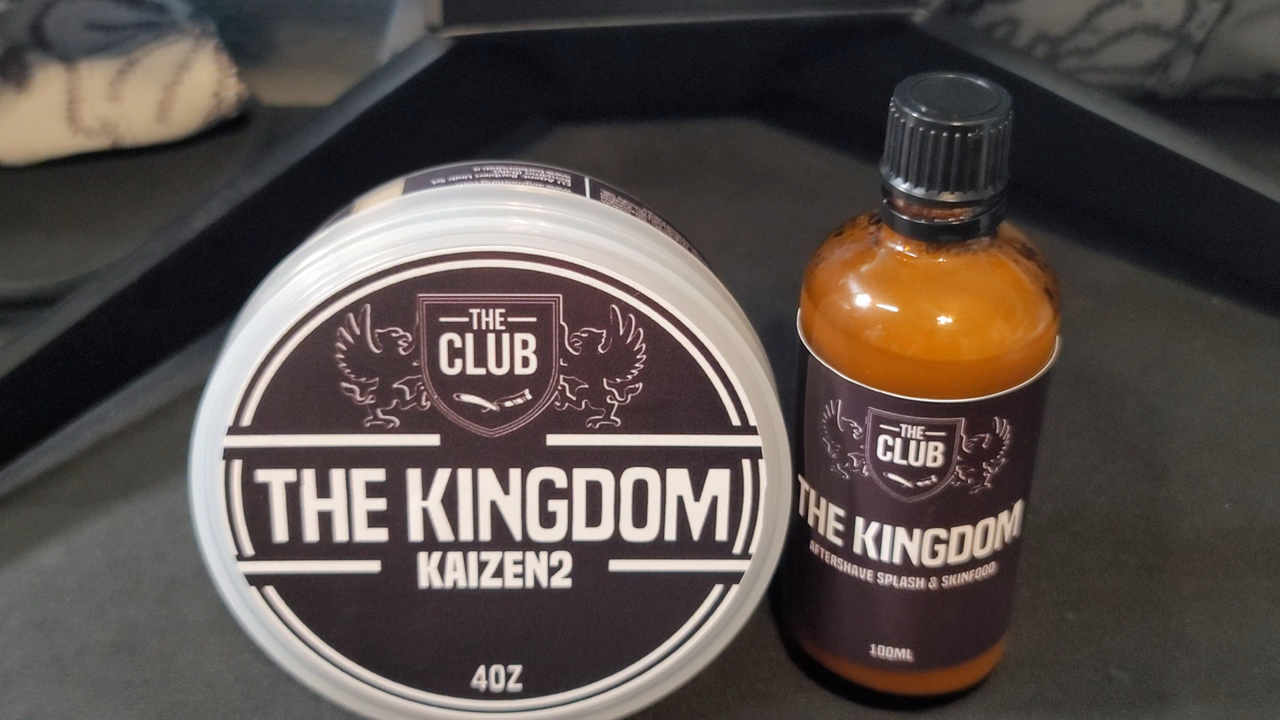 THE
CLUB
THE KINGDOM
KAIZEN2
4OZ
THE
CLUB
THE KINGDOM
AFTERSHAVE SPLASH & SKINFOOD
100ML